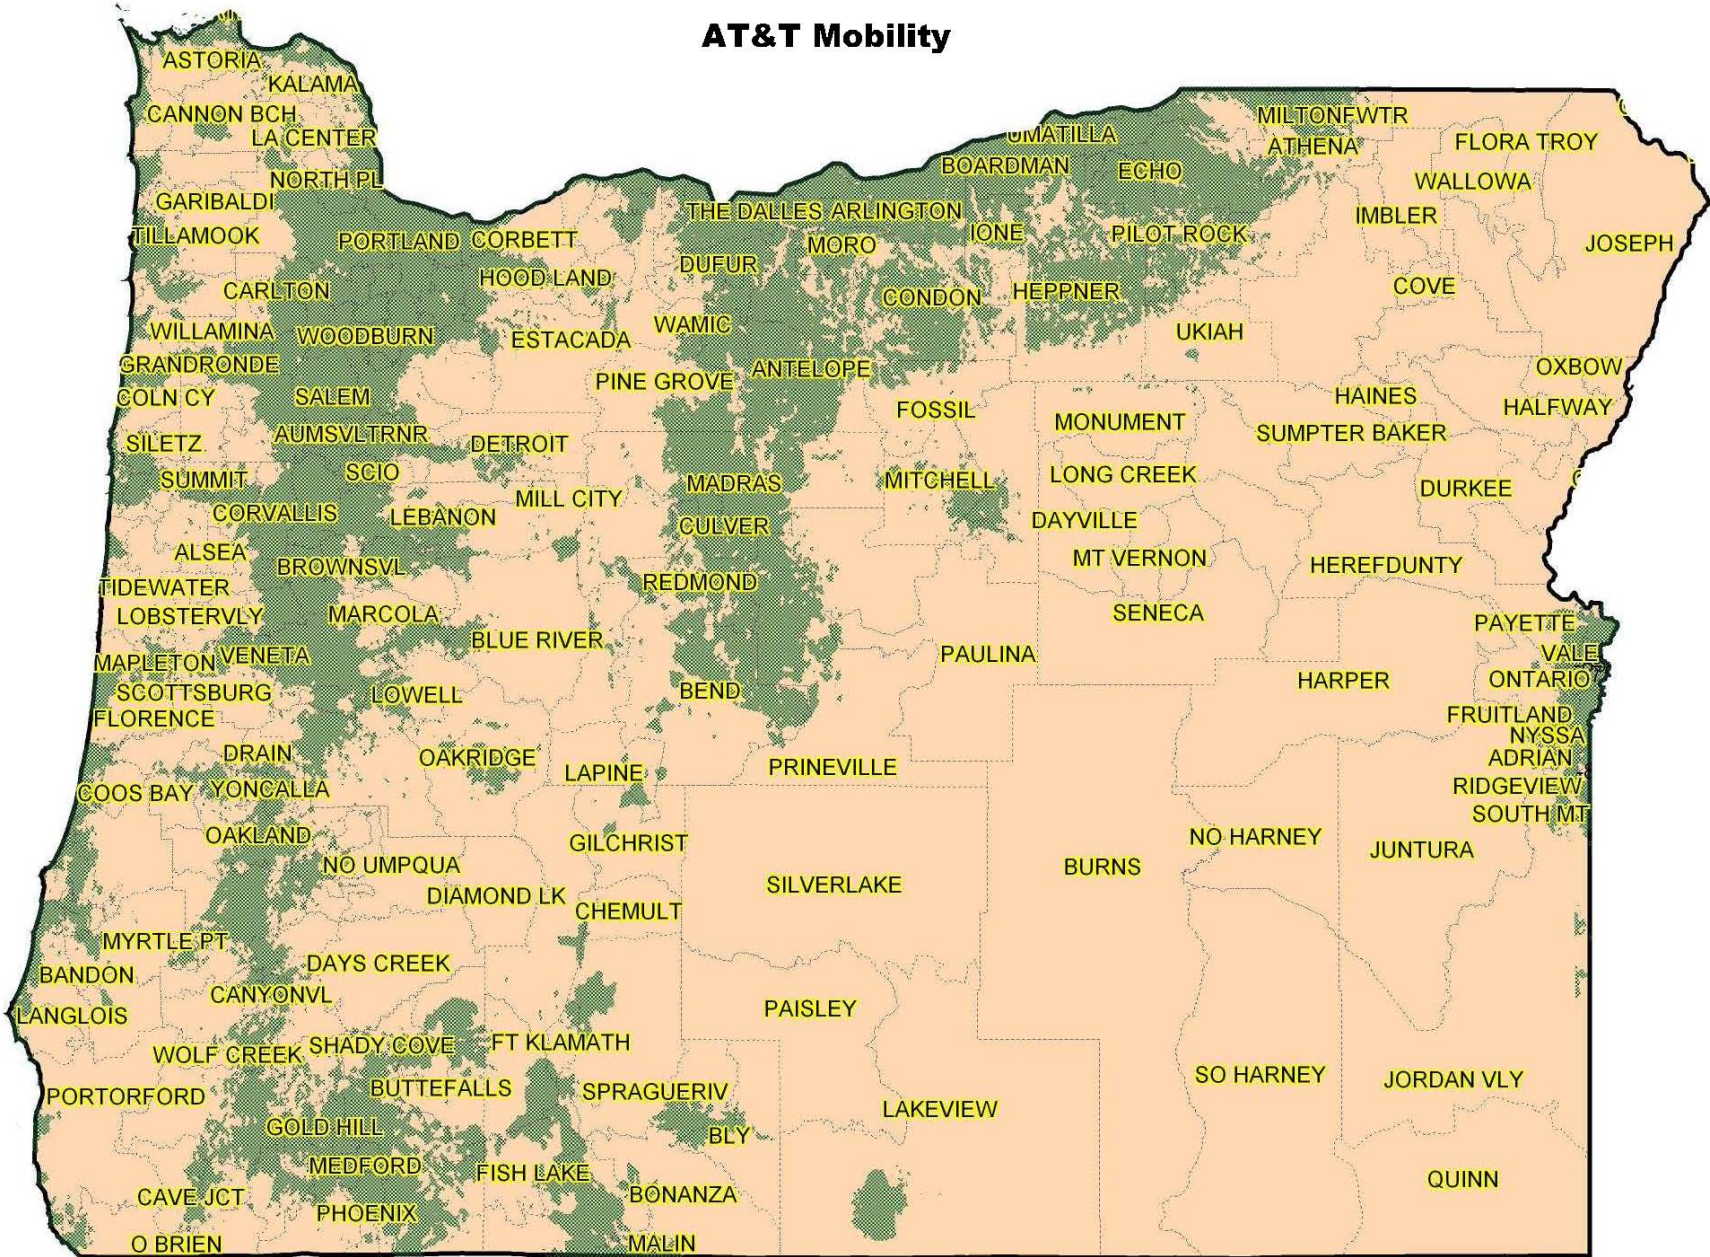 AT&T Mobility
ASTORIA
KALAMA
CANNON BCH
LA CENTER
MILTONFWTR
UMATILLA
ATHENA
FLORA TROY
BOARDMAN
ECHO
NORTH PL
WALLOWA
GARIBALDI
THE DALLES ARLINGTON
IMBLER
TILLAMOOK
PORTLAND
CORBETT
MORO
IONE
PILOT ROCK
JOSEPH
DUFUR
HOOD LAND
CARLTON
CONDON
HEPPNER
COVE
WILLAMINA
WOODBURN
ESTACADA
WAMIC
UKIAH
GRANDRONDE
ANTELOPE
OXBOW
PINE GROVE
COLN CY
SALEM
FOSSIL
HAINES
HALFWAY
MONUMENT
SILETZ
AUMSVLTRNR
DETROIT
SUMPTER BAKER
SUMMIT
SCIO
MADRAS
MITCHELL
LONG CREEK
DURKEE
MILL CITY
CORVALLIS
LEBANON
CULVER
DAYVILLE
ALSEA
BROWNSVL
MT VERNON
HEREFDUNTY
TIDEWATER
REDMOND
LOBSTERVLY
MARCOLA
SENECA
PAYETTE
BLUE RIVER
MAPLETON
VENETA
PAULINA
VALE
SCOTTSBURG
LOWELL
BEND
HARPER
ONTARIO
FLORENCE
FRUITLAND
NYSSA
DRAIN
OAKRIDGE
LAPINE
PRINEVILLE
ADRIAN
COOS BAY
YONCALLA
RIDGEVIEW
SOUTH MT
OAKLAND
GILCHRIST
NO HARNEY
JUNTURA
NO UMPQUA
BURNS
DIAMOND LK
SILVERLAKE
CHEMULT
MYRTLE PT
BANDON
DAYS CREEK
CANYONVL
PAISLEY
LANGLOIS
WOLF CREEK
SHADY COVE
FT KLAMATH
SO HARNEY
JORDAN VLY
PORTORFORD
BUTTEFALLS
SPRAGUERIV
LAKEVIEW
GOLD HILL
BLY
MEDFORD
FISH LAKE
QUINN
CAVE JCT
BONANZA
PHOENIX
O BRIEN
MALIN